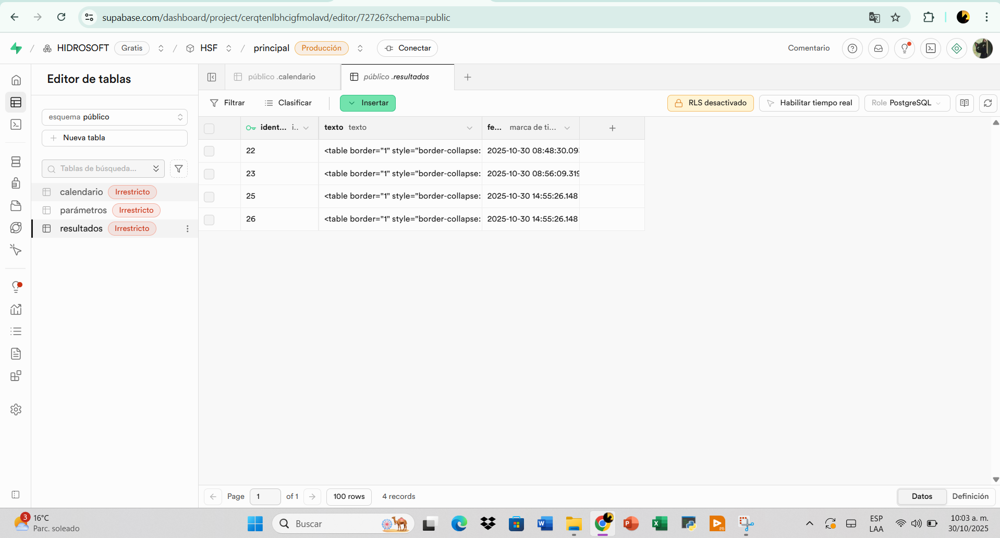 supabase.com/dashboard/project/cerqtenlbhcigfmolavd/editor/72726?schema=public
/ HIDROSOFT Gratis / HSF / principal Producción Conectar Comentario
Editor de tablas
público .calendario
público .resultados
Filtrar Clasificar Insertar RLS desactivado Habilitar tiempo real Role PostgreSQL
esquema público
Nueva tabla
Tablas de búsqueda...
calendario Irrestricto
parámetros Irrestricto
resultados Irrestricto
ident... i.. texto texto fe... marca de ti...
22 <table border="1" style="border-collapse: 2025-10-30 08:48:30.093
23 <table border="1" style="border-collapse: 2025-10-30 08:56:09.319
25 <table border="1" style="border-collapse: 2025-10-30 14:55:26.148
26 <table border="1" style="border-collapse: 2025-10-30 14:55:26.148
Page 1 of 1 100 rows 4 records Datos Definición
3 16°C
Parc. soleado
Buscar
ESP
LAA
10:03 a. m.
30/10/2025